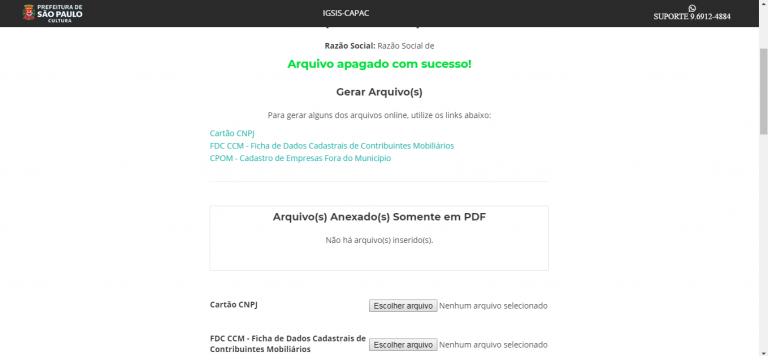 PREFEITURA DE
SÃO PAULO
CULTURA
IGSIS-CAPAC
SUPORTE 9.6912-4884
Razão Social: Razão Social de
Arquivo apagado com sucesso!
Gerar Arquivo(s)
Para gerar alguns dos arquivos online, utilize os links abaixo:
Cartão CNPJ
FDC CCM - Ficha de Dados Cadastrais de Contribuintes Mobiliários
CPOM - Cadastro de Empresas Fora do Município
Arquivo(s) Anexado(s) Somente em PDF
Não há arquivo(s) inserido(s).
Cartão CNPJ
Escolher arquivo Nenhum arquivo selecionado
FDC CCM - Ficha de Dados Cadastrais de
Contribuintes Mobiliários
Escolher arquivo Nenhum arquivo selecionado